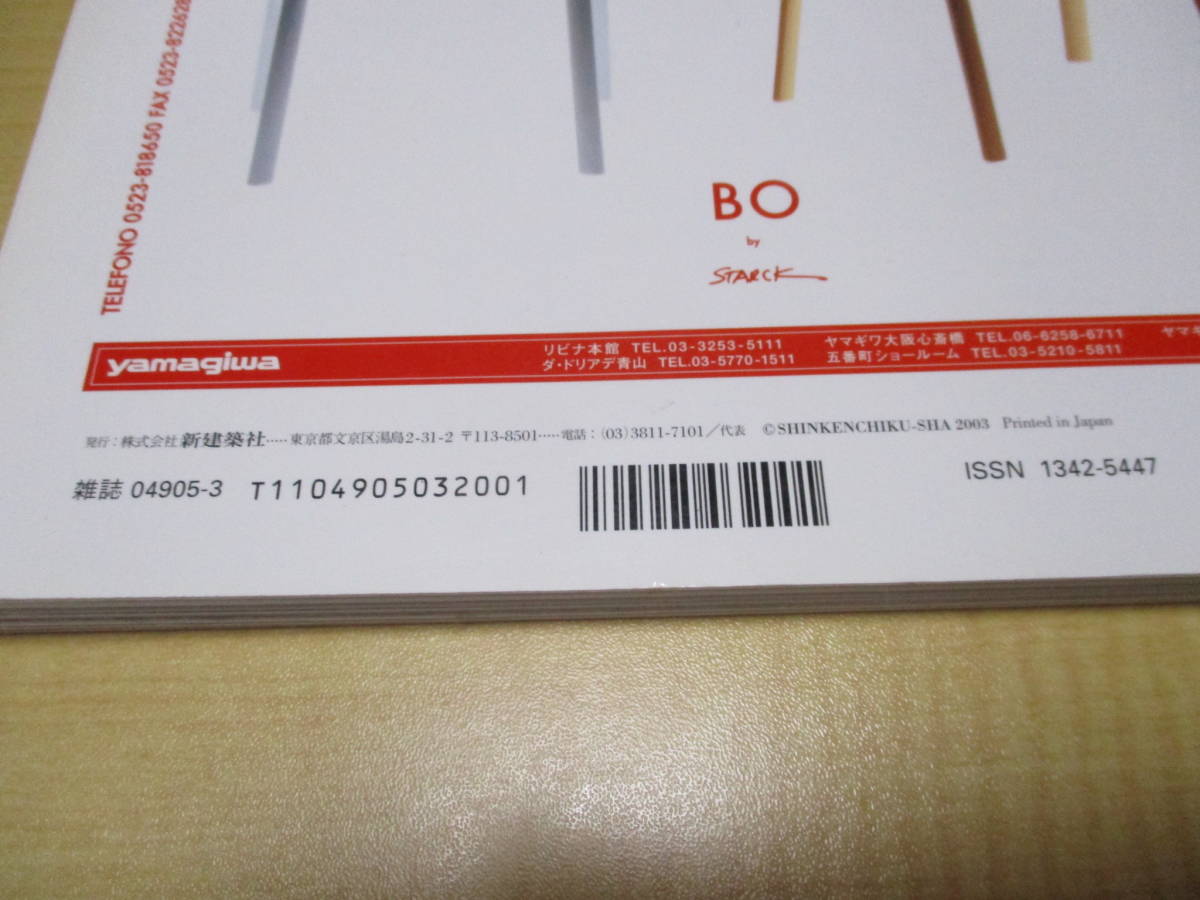 TELEFONO 0523-818650 FAX 0523-822628
BO
by
STARCK
yamagiwa
リビナ本館 TEL.03-3253-5111 ヤマギワ大阪心斎橋 TEL.06-6258-6711 ヤマギ
ダ・ドリアデ青山 TEL.03-5770-1511 五番町ショールーム TEL.03-5210-5811
発行：株式会社 新建築社‥‥‥東京都文京区湯島2-31-2 〒113-8501‥‥‥電話：(03)3811-7101／代表 ©SHINKENCHIKU-SHA 2003 Printed in Japan
雑誌 04905-3 T1104905032001 ISSN 1342-5447